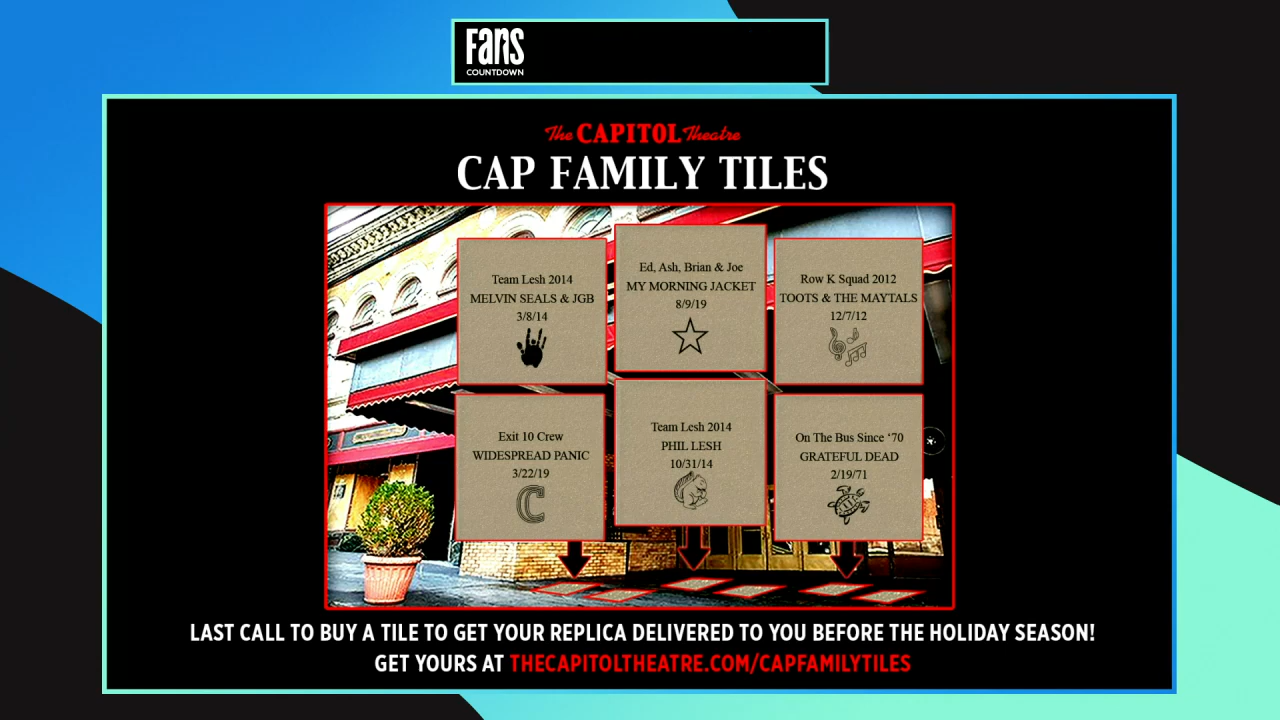 Fans
COUNTDOWN
The CAPITOL Theatre
CAP FAMILY TILES
Team Lesh 2014
MELVIN SEALS & JGB
3/8/14
Ed, Ash, Brian & Joe
MY MORNING JACKET
8/9/19
Row K Squad 2012
TOOTS & THE MAYTALS
12/7/12
Exit 10 Crew
WIDESPREAD PANIC
3/22/19
C
Team Lesh 2014
PHIL LESH
10/31/14
On The Bus Since ‘70
GRATEFUL DEAD
2/19/71
LAST CALL TO BUY A TILE TO GET YOUR REPLICA DELIVERED TO YOU BEFORE THE HOLIDAY SEASON!
GET YOURS AT THECAPITOLTHEATRE.COM/CAPFAMILYTILES